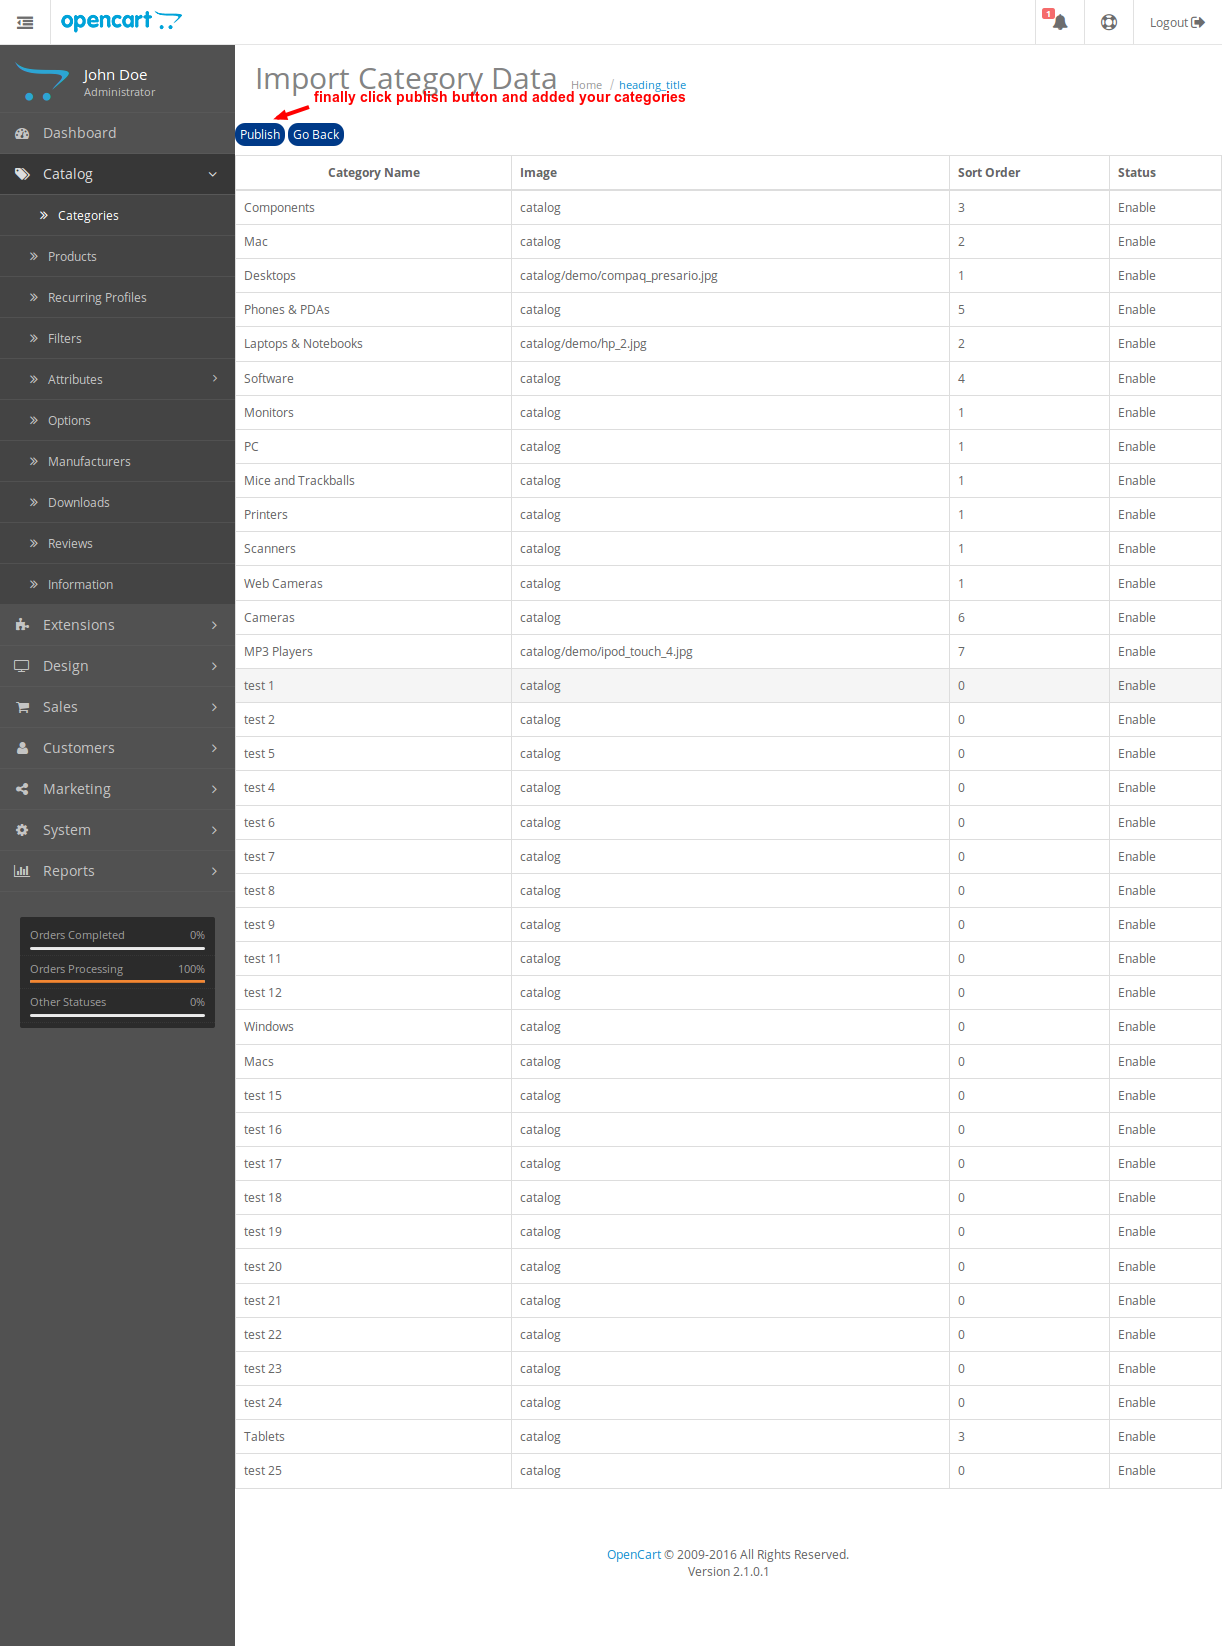 opencart
1
Logout
John Doe
Administrator
Dashboard
Catalog
Categories
Products
Recurring Profiles
Filters
Attributes
Options
Manufacturers
Downloads
Reviews
Information
Extensions
Design
Sales
Customers
Marketing
System
Reports
Orders Completed 0%
Orders Processing 100%
Other Statuses 0%
Import Category Data Home / heading_title
finally click publish button and added your categories
Publish Go Back
Category Name Image Sort Order Status
Components catalog 3 Enable
Mac catalog 2 Enable
Desktops catalog/demo/compaq_presario.jpg 1 Enable
Phones & PDAs catalog 5 Enable
Laptops & Notebooks catalog/demo/hp_2.jpg 2 Enable
Software catalog 4 Enable
Monitors catalog 1 Enable
PC catalog 1 Enable
Mice and Trackballs catalog 1 Enable
Printers catalog 1 Enable
Scanners catalog 1 Enable
Web Cameras catalog 1 Enable
Cameras catalog 6 Enable
MP3 Players catalog/demo/ipod_touch_4.jpg 7 Enable
test 1 catalog 0 Enable
test 2 catalog 0 Enable
test 5 catalog 0 Enable
test 4 catalog 0 Enable
test 6 catalog 0 Enable
test 7 catalog 0 Enable
test 8 catalog 0 Enable
test 9 catalog 0 Enable
test 11 catalog 0 Enable
test 12 catalog 0 Enable
Windows catalog 0 Enable
Macs catalog 0 Enable
test 15 catalog 0 Enable
test 16 catalog 0 Enable
test 17 catalog 0 Enable
test 18 catalog 0 Enable
test 19 catalog 0 Enable
test 20 catalog 0 Enable
test 21 catalog 0 Enable
test 22 catalog 0 Enable
test 23 catalog 0 Enable
test 24 catalog 0 Enable
Tablets catalog 3 Enable
test 25 catalog 0 Enable
OpenCart © 2009-2016 All Rights Reserved.
Version 2.1.0.1